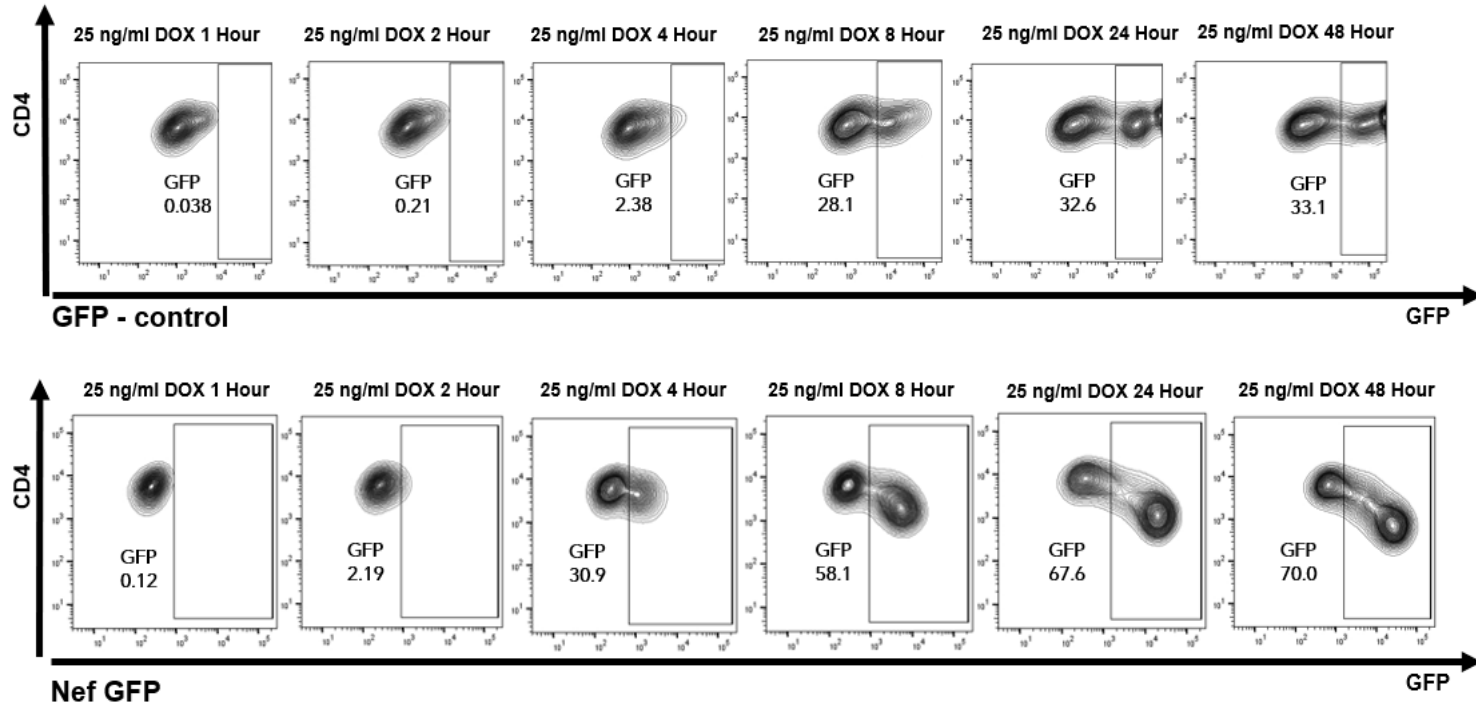 25 ng/ml DOX 1 Hour
25 ng/ml DOX 2 Hour
25 ng/ml DOX 4 Hour
25 ng/ml DOX 8 Hour
25 ng/ml DOX 24 Hour
25 ng/ml DOX 48 Hour
CD4
GFP
0.038
GFP
0.21
GFP
2.38
GFP
28.1
GFP
32.6
GFP
33.1
GFP - control
GFP
25 ng/ml DOX 1 Hour
25 ng/ml DOX 2 Hour
25 ng/ml DOX 4 Hour
25 ng/ml DOX 8 Hour
25 ng/ml DOX 24 Hour
25 ng/ml DOX 48 Hour
CD4
GFP
0.12
GFP
2.19
GFP
30.9
GFP
58.1
GFP
67.6
GFP
70.0
Nef GFP
GFP